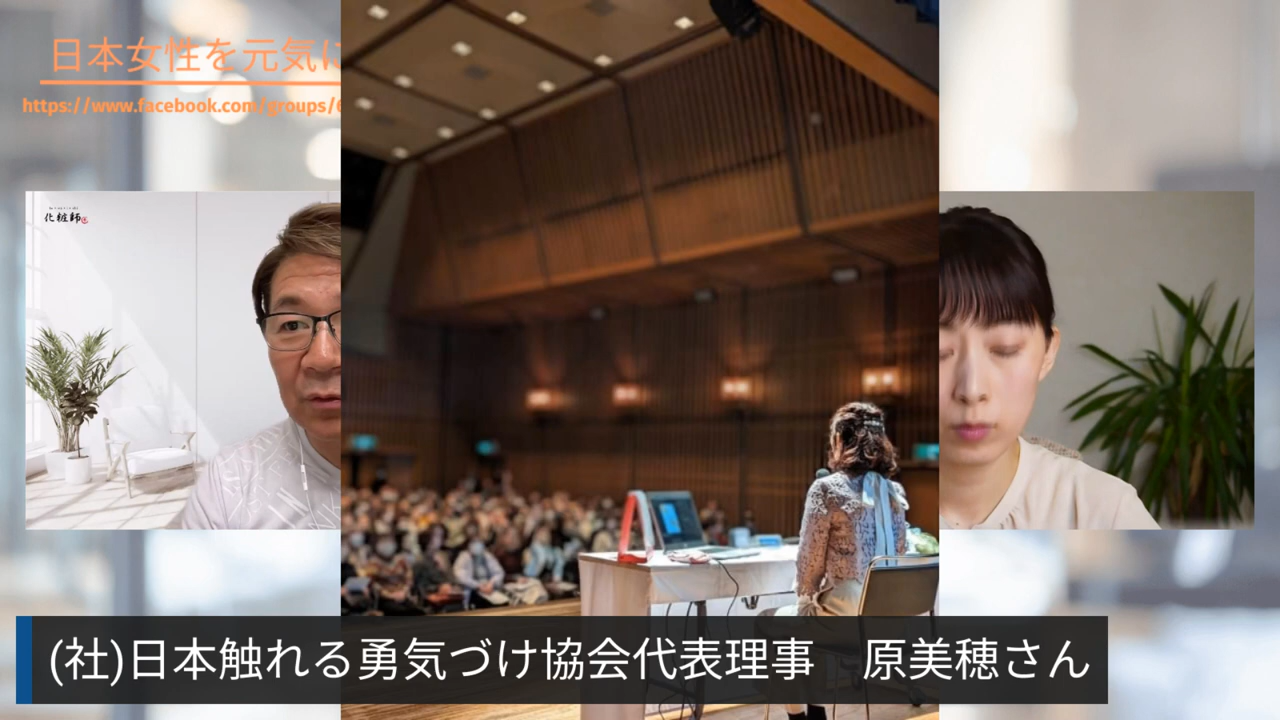 日本女性を元気に
https://www.facebook.com/groups/6
化粧師
(社)日本触れる勇気づけ協会代表理事　原美穂さん